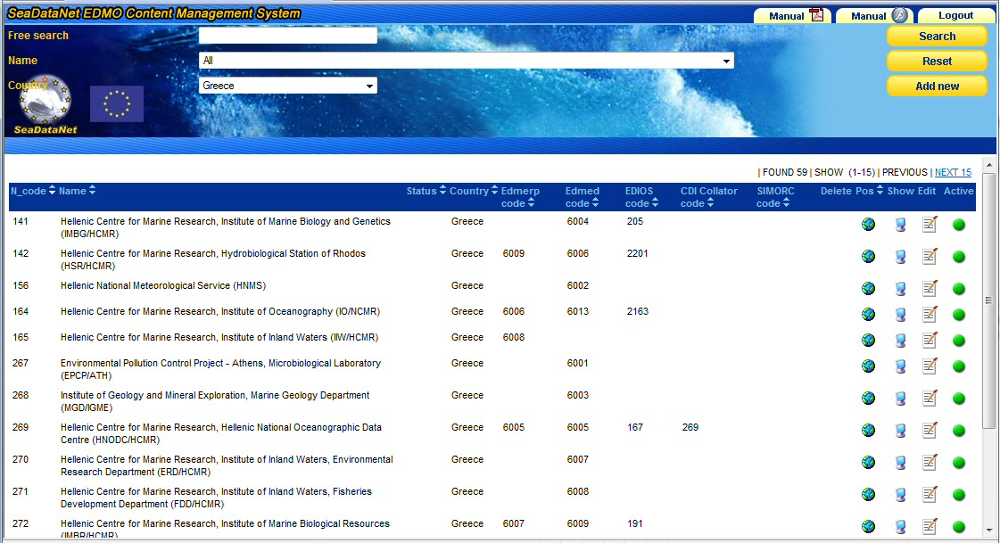 SeaDataNet EDMO Content Management System
Manual Manual Logout
Free search Search
Name All Reset
Country Greece Add new
SeaDataNet
| FOUND 59 | SHOW (1-15) | PREVIOUS | NEXT 15
N_code Name Status Country Edmerp code Edmed code EDIOS code CDI Collator code SIMORC code Delete Pos Show Edit Active
141 Hellenic Centre for Marine Research, Institute of Marine Biology and Genetics Greece 6004 205
(IMBG/HCMR)
142 Hellenic Centre for Marine Research, Hydrobiological Station of Rhodos Greece 6009 6006 2201
(HSR/HCMR)
156 Hellenic National Meteorological Service (HNMS) Greece 6002
164 Hellenic Centre for Marine Research, Institute of Oceanography (IO/NCMR) Greece 6006 6013 2163
165 Hellenic Centre for Marine Research, Institute of Inland Waters (IIW/HCMR) Greece 6008
267 Environmental Pollution Control Project - Athens, Microbiological Laboratory Greece 6001
(EPCP/ATH)
268 Institute of Geology and Mineral Exploration, Marine Geology Department Greece 6003
(MGD/IGME)
269 Hellenic Centre for Marine Research, Hellenic National Oceanographic Data Greece 6005 6005 167 269
Centre (HNODC/HCMR)
270 Hellenic Centre for Marine Research, Institute of Inland Waters, Environmental Greece 6007
Research Department (ERD/HCMR)
271 Hellenic Centre for Marine Research, Institute of Inland Waters, Fisheries Greece 6008
Development Department (FDD/HCMR)
272 Hellenic Centre for Marine Research, Institute of Marine Biological Resources Greece 6007 6009 191
(IMBR/HCMR)